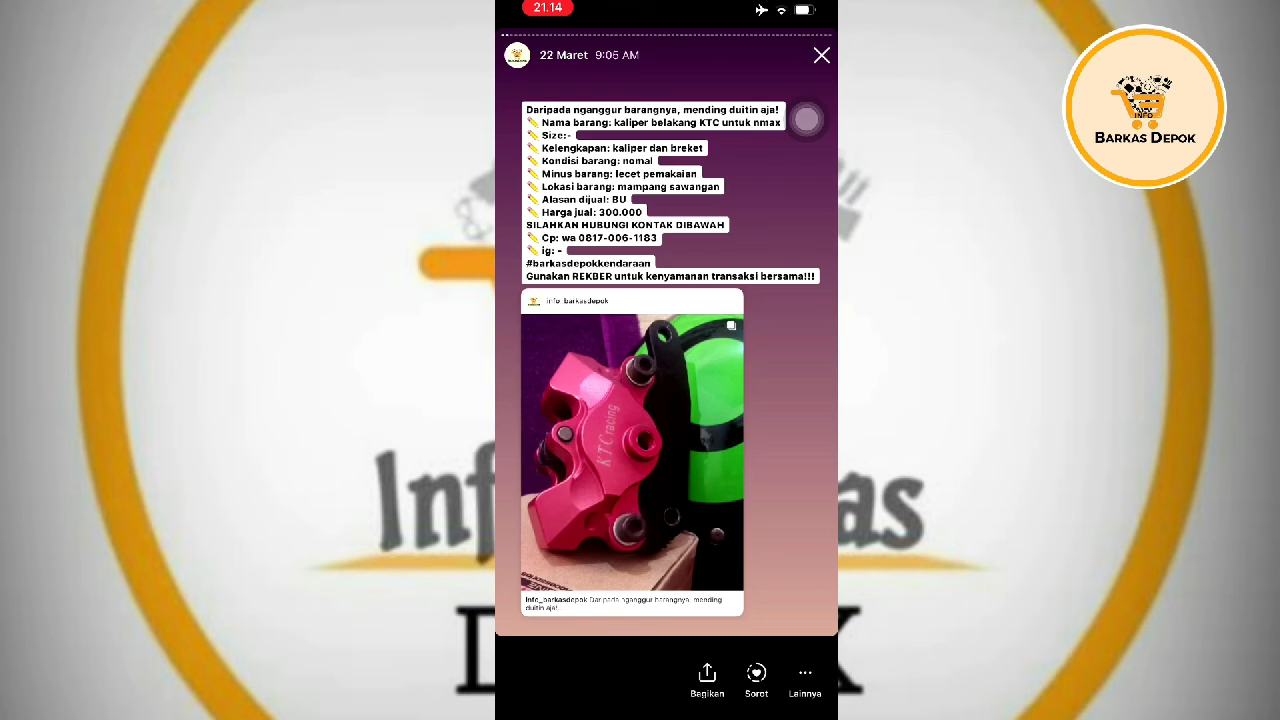 21.14
22 Maret 9:05 AM
Daripada nganggur barangnya, mending duitin aja!
✏️ Nama barang: kaliper belakang KTC untuk nmax
✏️ Size:-
✏️ Kelengkapan: kaliper dan breket
✏️ Kondisi barang: nomal
✏️ Minus barang: lecet pemakaian
✏️ Lokasi barang: mampang sawangan
✏️ Alasan dijual: BU
✏️ Harga jual: 300.000
SILAHKAN HUBUNGI KONTAK DIBAWAH
✏️ Cp: wa 0817-006-1183
✏️ ig: -
#barkasdepokkendaraan
Gunakan REKBER untuk kenyamanan transaksi bersama!!!
info_barkasdepok
KTC racing
info_barkasdepok Daripada nganggur barangnya, mending
duitin aja!...
Bagikan
Sorot
Lainnya
INFO
BARKAS DEPOK